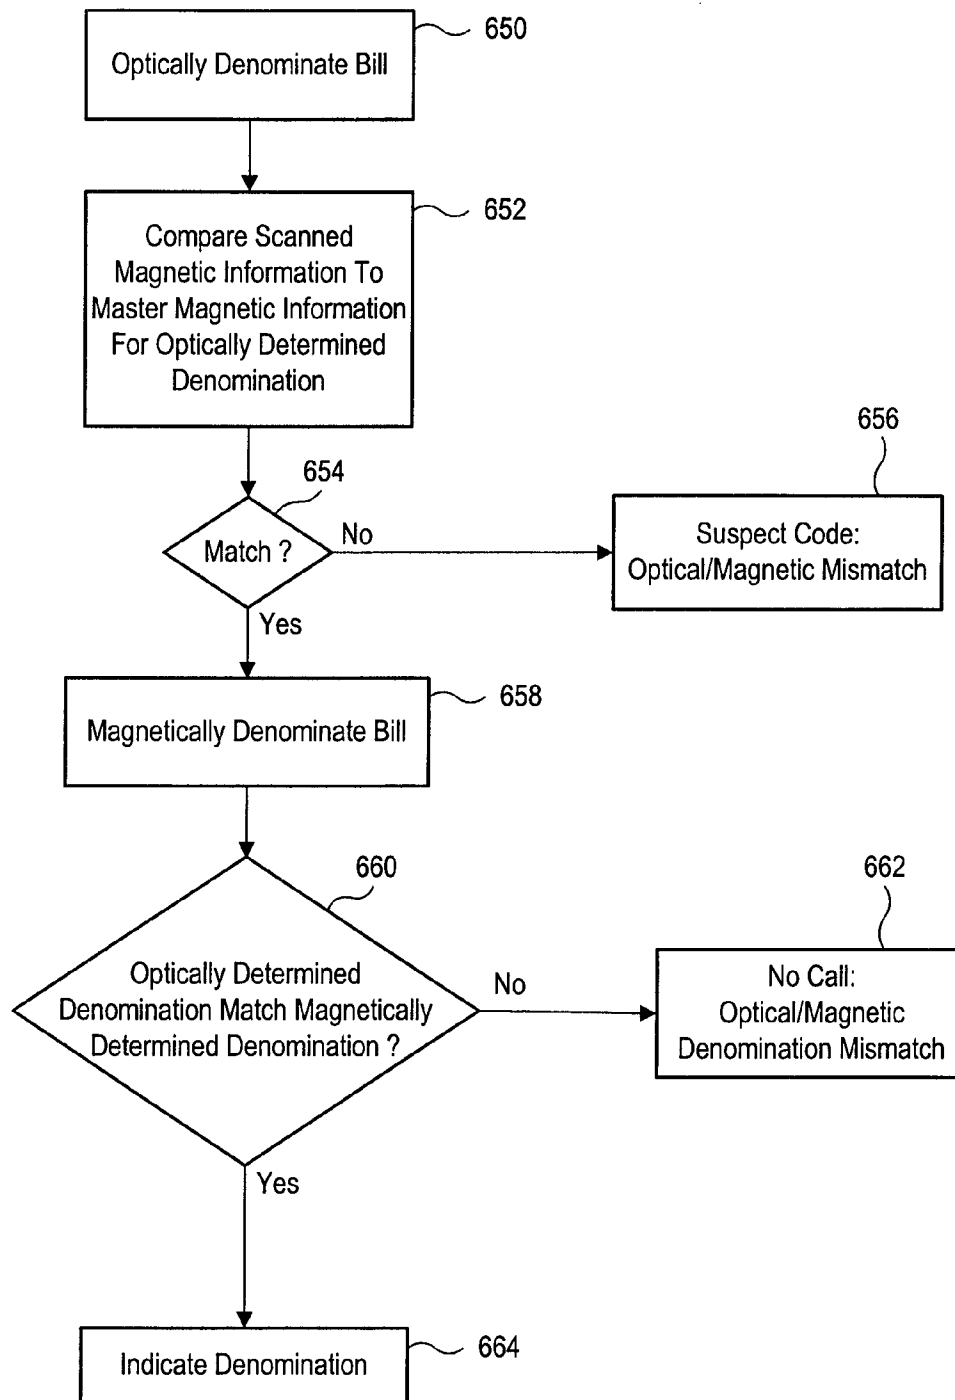 650
Optically Denominate Bill
652
Compare Scanned
Magnetic Information To
Master Magnetic Information
For Optically Determined
Denomination
654
Match ?
No
656
Suspect Code:
Optical/Magnetic Mismatch
Yes
658
Magnetically Denominate Bill
660
Optically Determined
Denomination Match Magnetically
Determined Denomination ?
No
662
No Call:
Optical/Magnetic
Denomination Mismatch
Yes
664
Indicate Denomination